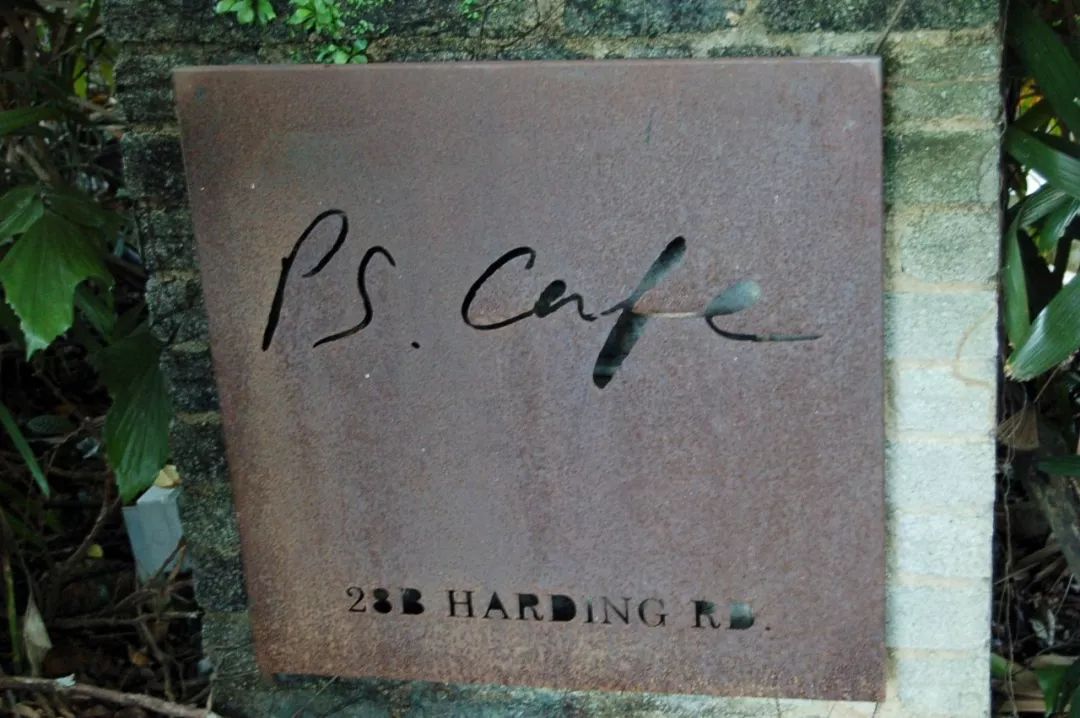 PS. Cafe
28B HARDING RD.